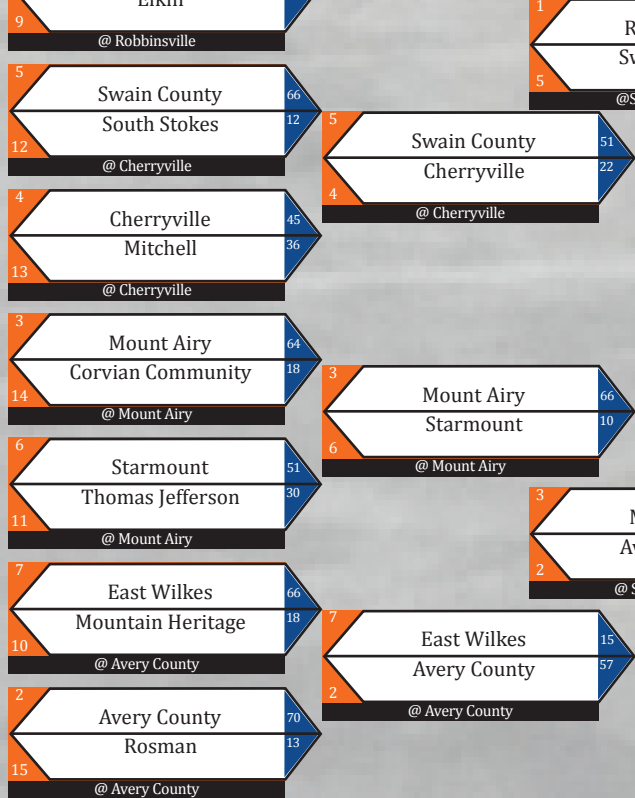 Elkin
9
@ Robbinsville
5
Swain County 66
South Stokes 12
12
@ Cherryville
4
Cherryville 45
Mitchell 36
13
@ Cherryville
3
Mount Airy 64
Corvian Community 18
14
@ Mount Airy
6
Starmount 51
Thomas Jefferson 30
11
@ Mount Airy
7
East Wilkes 66
Mountain Heritage 18
10
@ Avery County
2
Avery County 70
Rosman 13
15
@ Avery County
5
Swain County 51
Cherryville 22
4
@ Cherryville
3
Mount Airy 66
Starmount 10
6
@ Mount Airy
7
East Wilkes 15
Avery County 57
2
@ Avery County
1
R
Sw
5
@S
3
M
Av
2
@ S